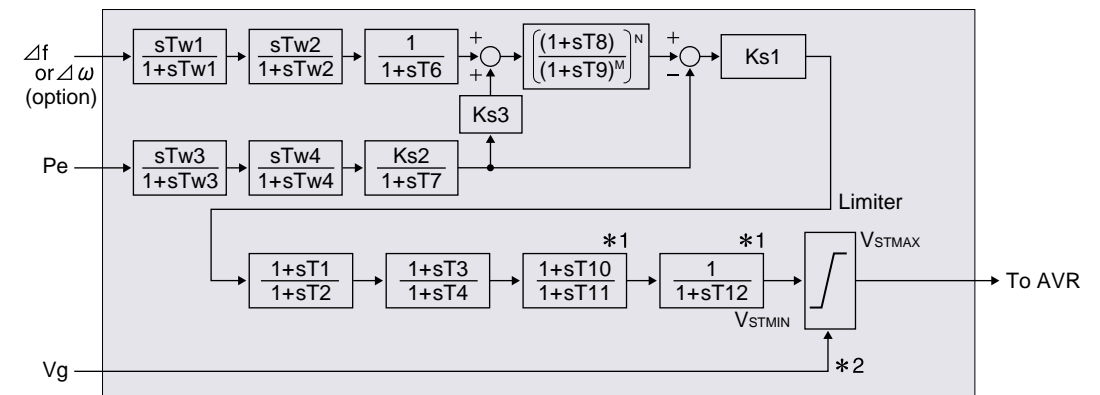 ⊿f
or⊿ω
(option)
sTw1
1+sTw1
sTw2
1+sTw2
1
1+sT6
+
+
(1+sT8)
(1+sT9)ᴹ
N
+
−
Ks1
Ks3
Pe
sTw3
1+sTw3
sTw4
1+sTw4
Ks2
1+sT7
Limiter
1+sT1
1+sT2
1+sT3
1+sT4
*1
1+sT10
1+sT11
*1
1
1+sT12
VSTMAX
VSTMIN
To AVR
Vg
*2